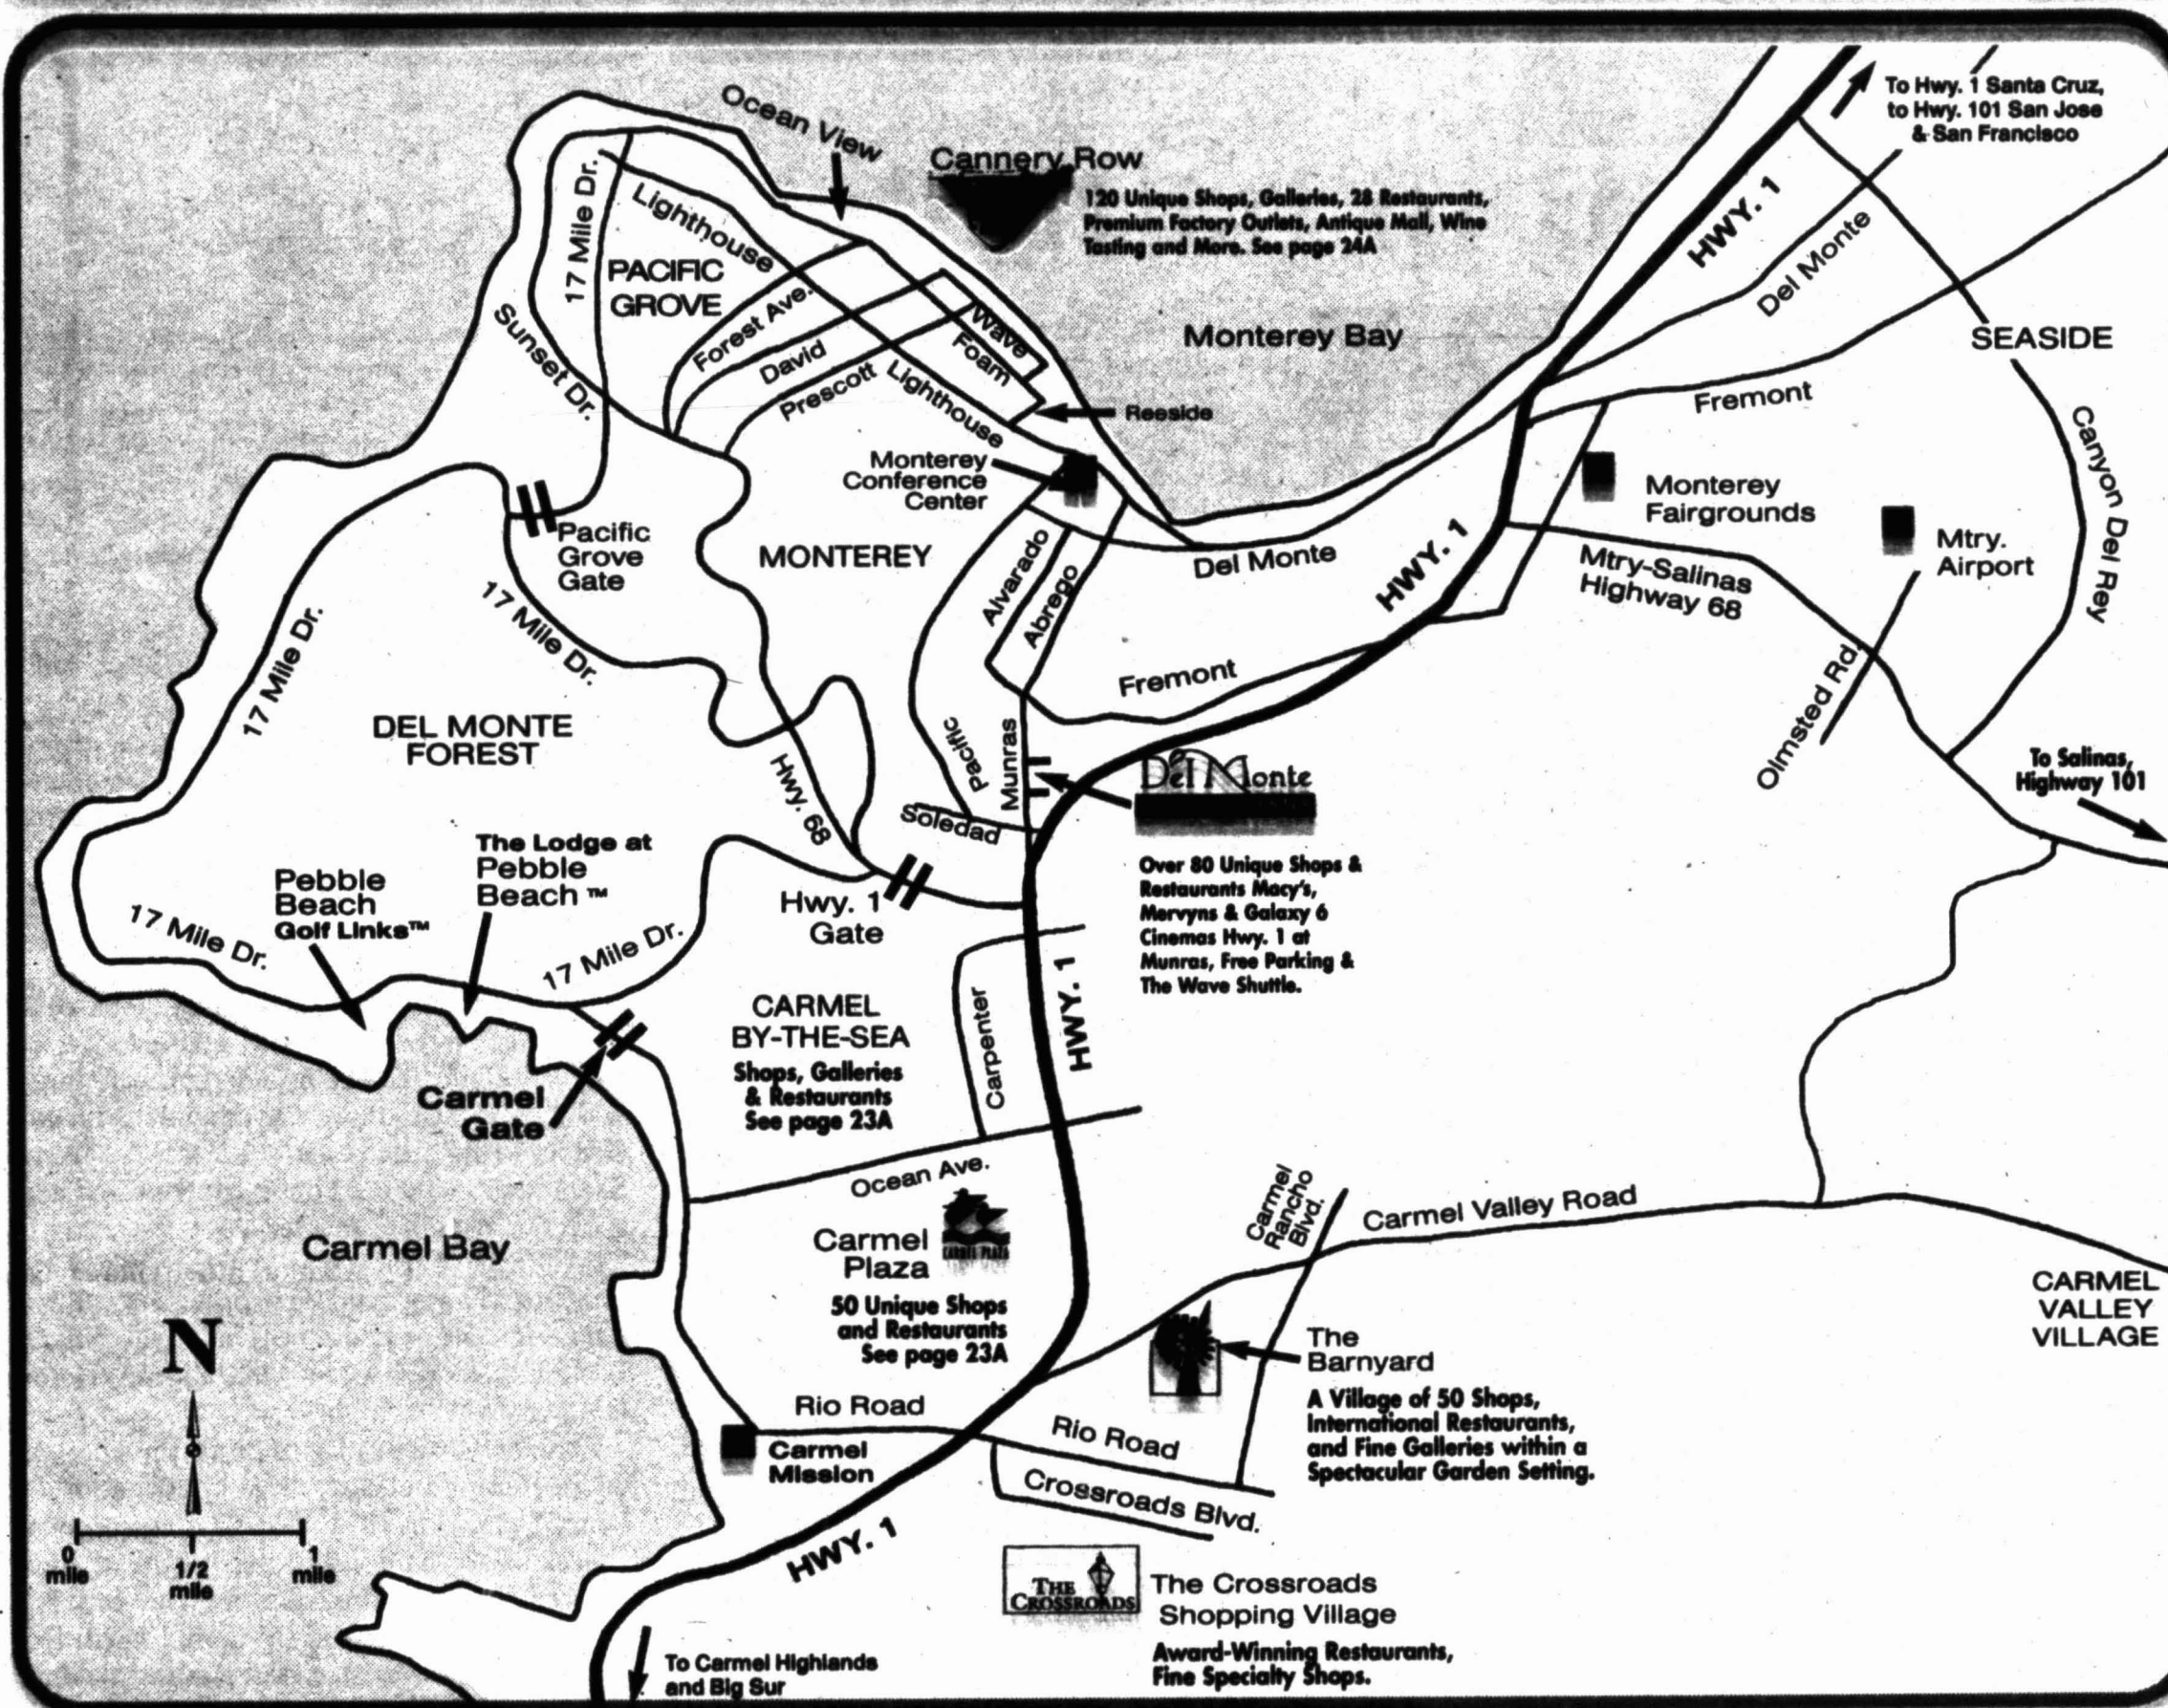 To Hwy. 1 Santa Cruz,
to Hwy. 101 San Jose
& San Francisco
Ocean View
Cannery Row
120 Unique Shops, Galleries, 28 Restaurants,
Premium Factory Outlets, Antique Mall, Wine
Tasting and More. See page 24A
HWY. 1
Del Monte
17 Mile Dr.
Lighthouse
PACIFIC
GROVE
Sunset Dr.
Forest Ave.
David
Prescott
Lighthouse
Wave
Foam
Reeside
Monterey Bay
SEASIDE
Fremont
Canyon Del Rey
Monterey
Conference
Center
Monterey
Fairgrounds
Mtry.
Airport
Pacific
Grove
Gate
MONTEREY
Alvarado
Abrego
Del Monte
HWY. 1
Mtry-Salinas
Highway 68
17 Mile Dr.
17 Mile Dr.
Fremont
Olmsted Rd.
DEL MONTE
FOREST
Hwy. 68
Pacific
Munras
Soledad
Del Monte
To Salinas,
Highway 101
Over 80 Unique Shops &
Restaurants Macy's,
Mervyns & Galaxy 6
Cinemas Hwy. 1 at
Munras, Free Parking &
The Wave Shuttle.
The Lodge at
Pebble
Beach ™
Pebble
Beach
Golf Links™
17 Mile Dr.
17 Mile Dr.
Hwy. 1
Gate
CARMEL
BY-THE-SEA
Shops, Galleries
& Restaurants
See page 23A
Carpenter
HWY. 1
Carmel
Gate
Ocean Ave.
Carmel
Rancho
Blvd.
Carmel Valley Road
Carmel Bay
Carmel
Plaza
CARMEL PLAZA
50 Unique Shops
and Restaurants
See page 23A
CARMEL
VALLEY
VILLAGE
N
The
Barnyard
A Village of 50 Shops,
International Restaurants,
and Fine Galleries within a
Spectacular Garden Setting.
Rio Road
Rio Road
Carmel
Mission
Crossroads Blvd.
HWY. 1
0
mile
1/2
mile
1
mile
THE
CROSSROADS
The Crossroads
Shopping Village
Award-Winning Restaurants,
Fine Specialty Shops.
To Carmel Highlands
and Big Sur